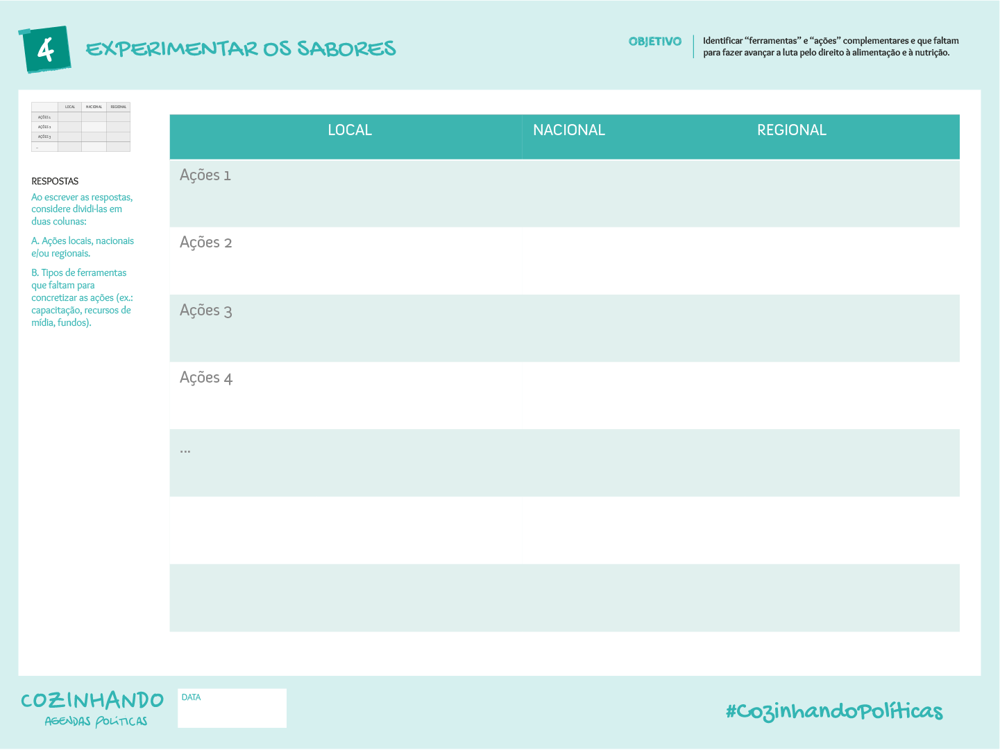 4
EXPERIMENTAR OS SABORES
OBJETIVO
Identificar “ferramentas” e “ações” complementares e que faltam
para fazer avançar a luta pelo direito à alimentação e à nutrição.
LOCAL NACIONAL REGIONAL
AÇÕES 1
AÇÕES 2
AÇÕES 3
...
RESPOSTAS
Ao escrever as respostas,
considere dividi-las em
duas colunas:
A. Ações locais, nacionais
e/ou regionais.
B. Tipos de ferramentas
que faltam para
concretizar as ações (ex.:
capacitação, recursos de
mídia, fundos).
LOCAL NACIONAL REGIONAL
Ações 1
Ações 2
Ações 3
Ações 4
...
COZINHANDO
AGENDAS POLÍTICAS
DATA
#CozinhandoPolíticas